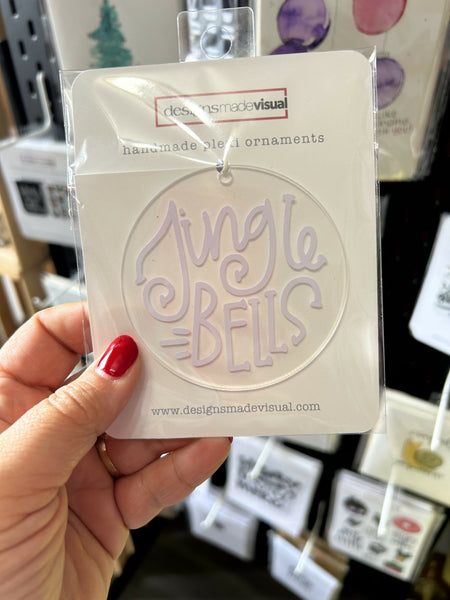 designsmadevisual
handmade plexi ornaments
Jingle
BELLS
www.designsmadevisual.com